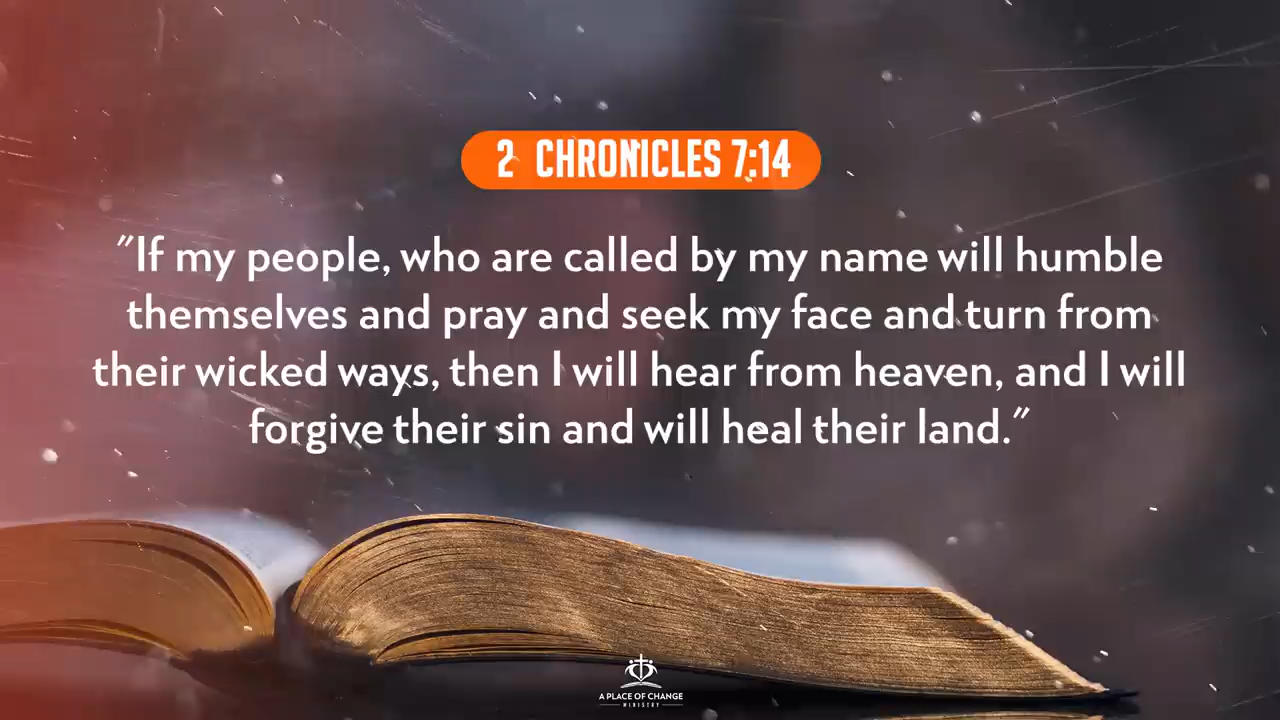 2 CHRONICLES 7:14
"If my people, who are called by my name will humble
themselves and pray and seek my face and turn from
their wicked ways, then I will hear from heaven, and I will
forgive their sin and will heal their land."
A PLACE OF CHANGE
MINISTRY